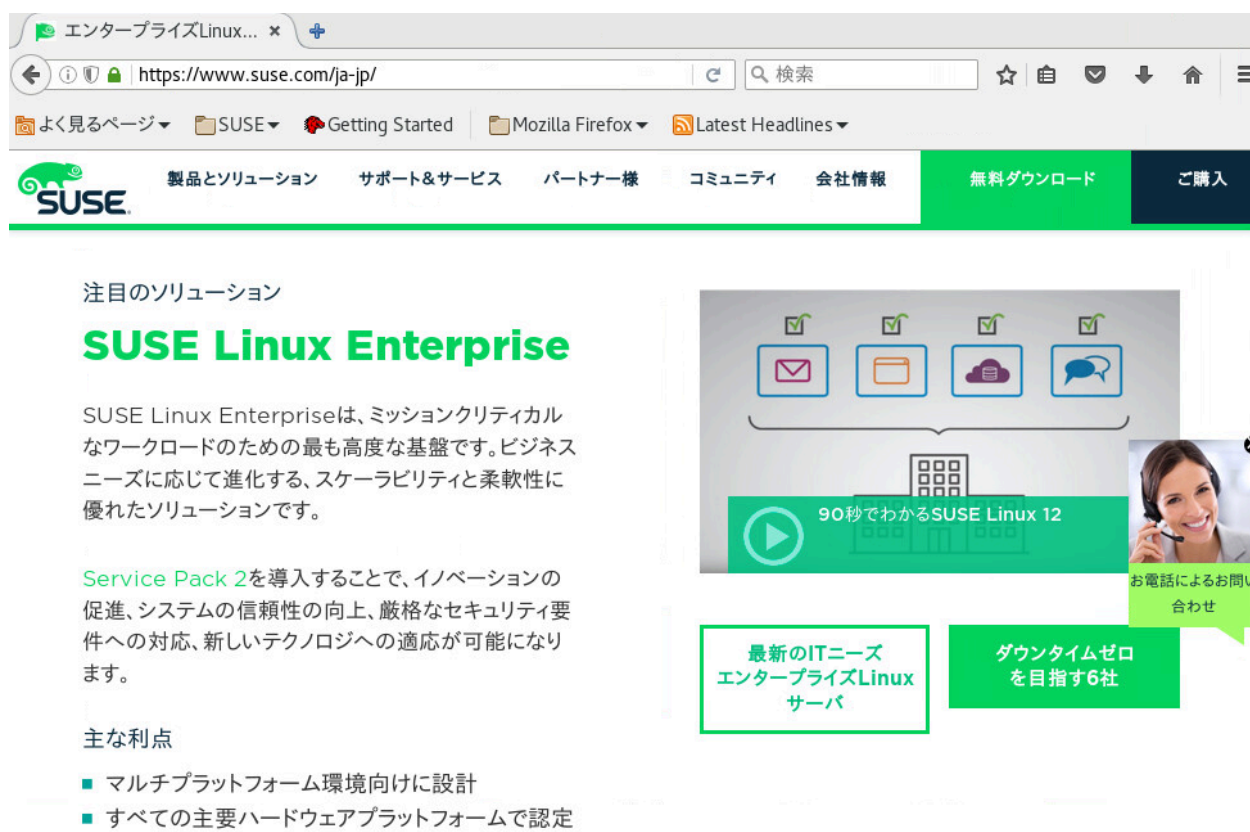 エンタープライズLinux...
https://www.suse.com/ja-jp/
検索
よく見るページ
SUSE
Getting Started
Mozilla Firefox
Latest Headlines
SUSE.
製品とソリューション
サポート&サービス
パートナー様
コミュニティ
会社情報
無料ダウンロード
ご購入
注目のソリューション
SUSE Linux Enterprise
SUSE Linux Enterpriseは、ミッションクリティカル
なワークロードのための最も高度な基盤です。ビジネス
ニーズに応じて進化する、スケーラビリティと柔軟性に
優れたソリューションです。
Service Pack 2を導入することで、イノベーションの
促進、システムの信頼性の向上、厳格なセキュリティ要
件への対応、新しいテクノロジへの適応が可能になり
ます。
主な利点
マルチプラットフォーム環境向けに設計
すべての主要ハードウェアプラットフォームで認定
90秒でわかるSUSE Linux 12
お電話によるお問い
合わせ
最新のITニーズ
エンタープライズLinux
サーバ
ダウンタイムゼロ
を目指す6社